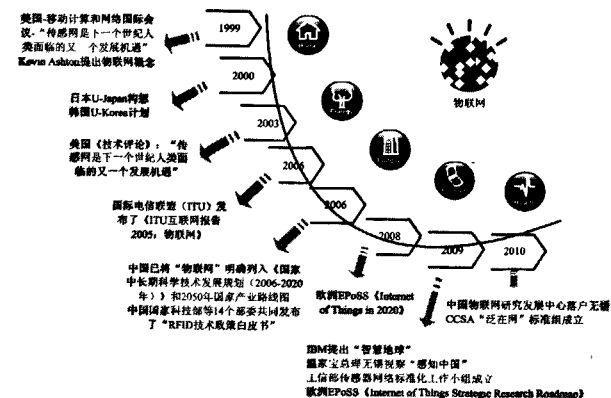 美国-移动计算和网络国际会
议-“传感网是下一个世纪人
类面临的又一个发展机遇”
Kevin Ashton提出物联网概念
1999
2000
日本U-Japan构想
韩国U-Korea计划
2003
美国《技术评论》：“传
感网是下一个世纪人类面
临的又一个发展机遇”
2005
国际电信联盟（ITU）发
布了《ITU互联网报告
2005：物联网》
2006
中国已将“物联网”明确列入《国家
中长期科学技术发展规划（2006-2020
年）》和2050年国家产业路线图
中国国家科技部等14个部委共同发布
了“RFID技术政策白皮书”
2008
欧洲EPoSS《Internet
of Things in 2020》
2009
IBM提出“智慧地球”
温家宝总理无锡视察“感知中国”
工信部传感器网络标准化工作小组成立
欧洲EPoSS《Internet of Things Strategic Research Roadmap》
2010
中国物联网研究发展中心落户无锡
CCSA“泛在网”标准组成立
物联网